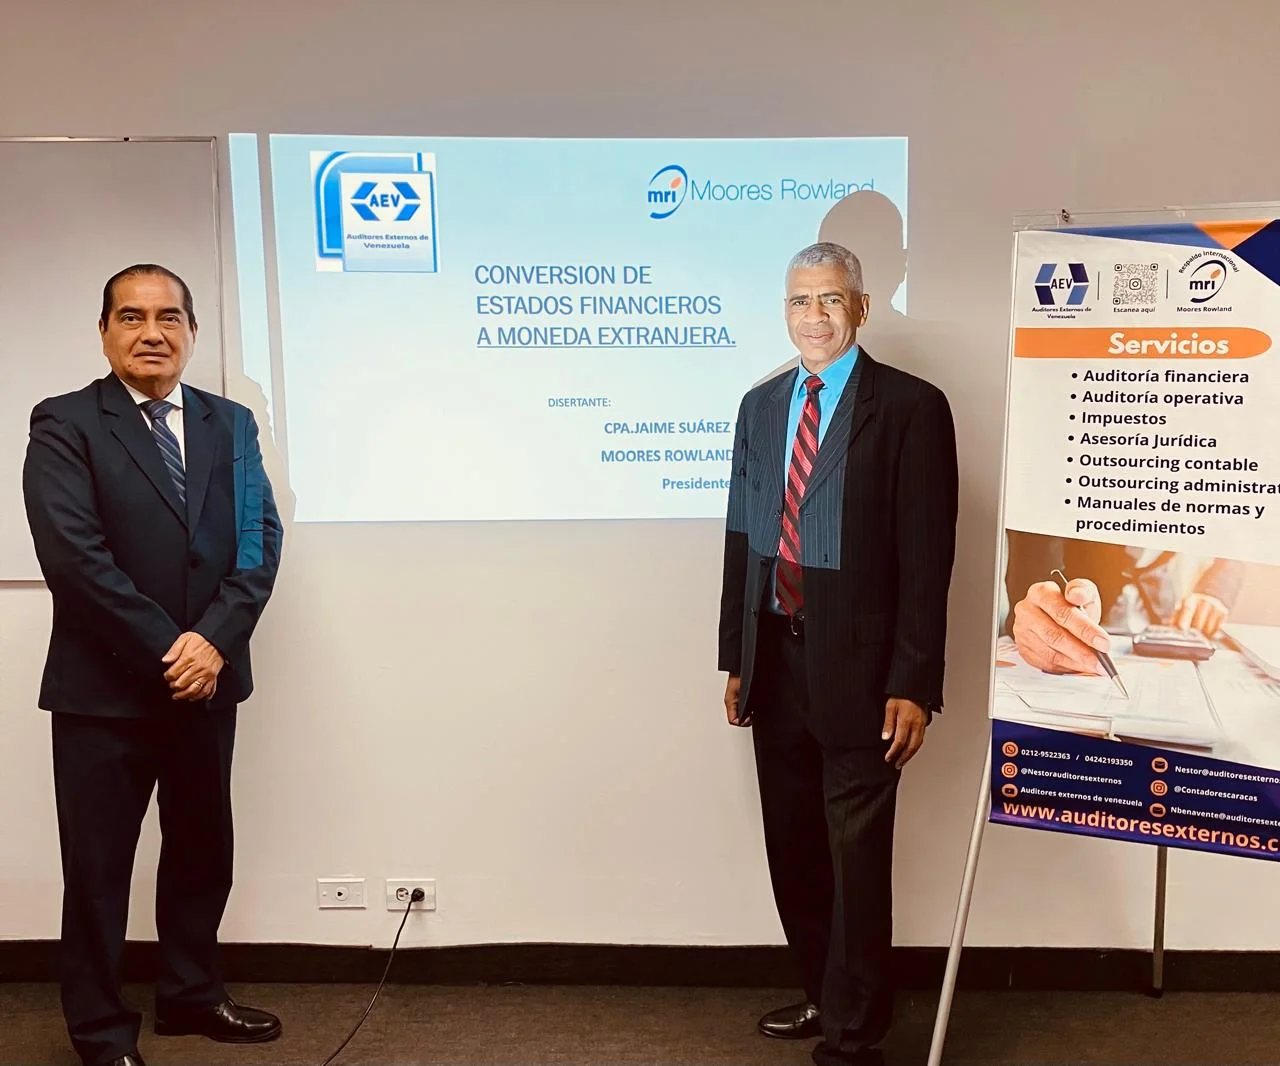 AEV
Auditores Externos de
Venezuela
mri Moores Rowland
CONVERSION DE
ESTADOS FINANCIEROS
A MONEDA EXTRANJERA.
DISERTANTE:
CPA.JAIME SUÁREZ
MOORES ROWLAND
Presidente
1
AEV
Auditores Externos de
Venezuela
Escanea aquí
Respaldo Internacional
mri
Moores Rowland
Servicios
• Auditoría financiera
• Auditoría operativa
• Impuestos
• Asesoría Jurídica
• Outsourcing contable
• Outsourcing administrat
• Manuales de normas y
procedimientos
0212-9522363 / 04242193350
@Nestorauditoresexternos
Auditores externos de venezuela
Nestor@auditoresexternos
@Contadorescaracas
Nbenavente@auditoresexte
www.auditoresexternos.c